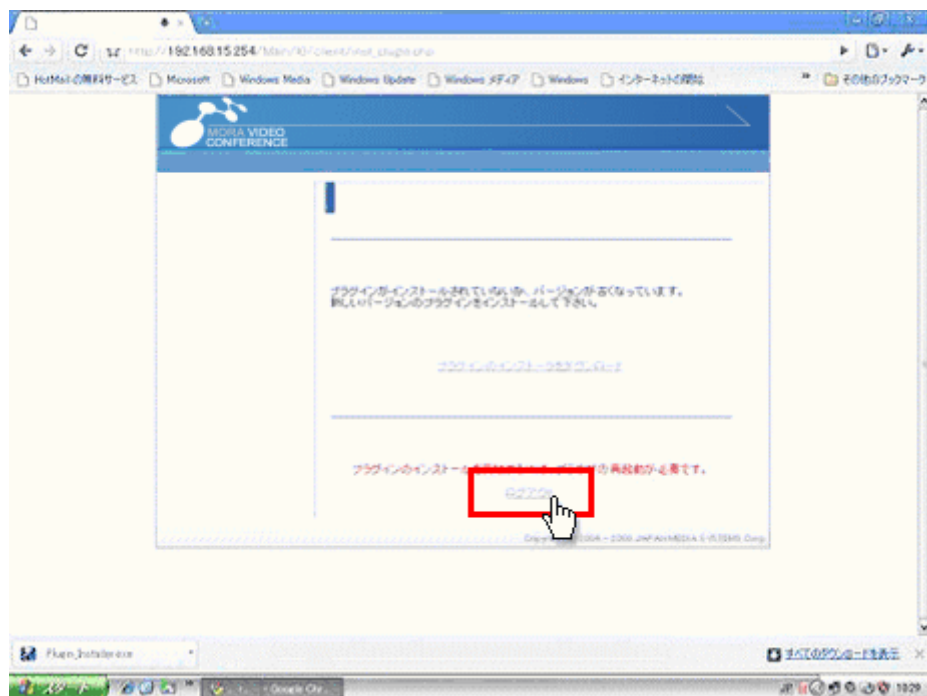 192.168.15.254
HotMail の無料サービス Microsoft Windows Media Windows Update Windows メディア Windows インターネットの開始 その他のブックマーク
MORA VIDEO
CONFERENCE
プラグインがインストールされていないか、バージョンが古くなっています。
新しいバージョンのプラグインをインストールして下さい。
プラグインのインストーラをダウンロード
プラグインのインストール の再起動が必要です。
ログアウト
JAPAN MEDIA SYSTEMS Corp.
Plugin_Installer.exe すべてのダウンロードを表示
スタート Google Chr... JP 10:29